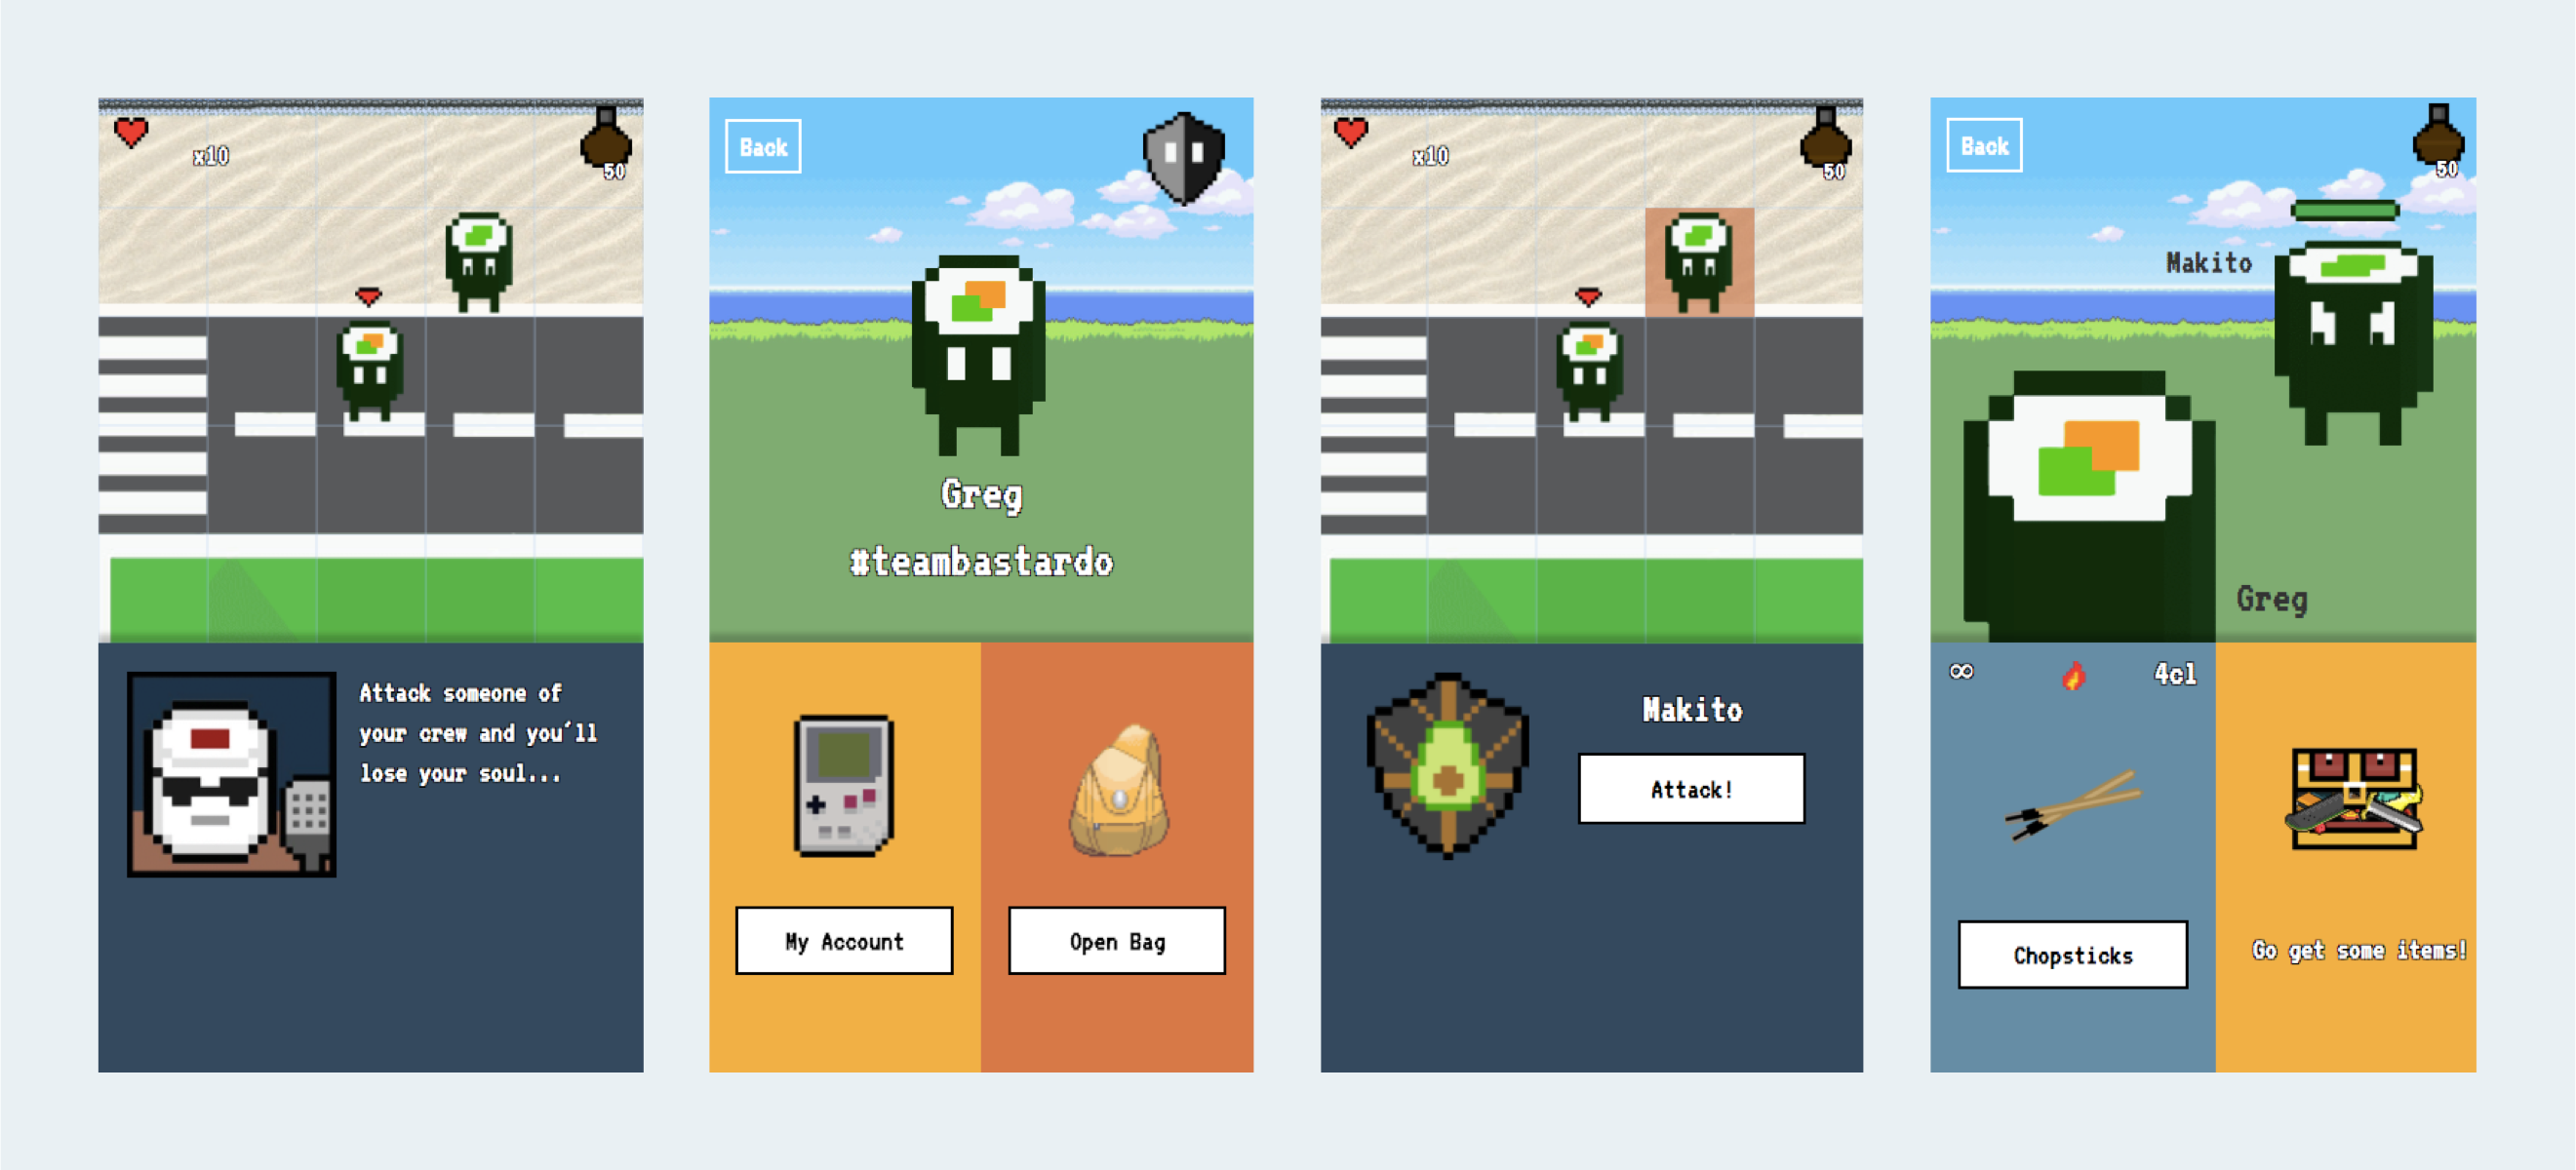 x10
50
Attack someone of
your crew and you'll
lose your soul...
Back
Greg
#teambastardo
My Account
Open Bag
x10
50
Makito
Attack!
Back
50
Makito
Greg
∞
4cl
Chopsticks
Go get some items!